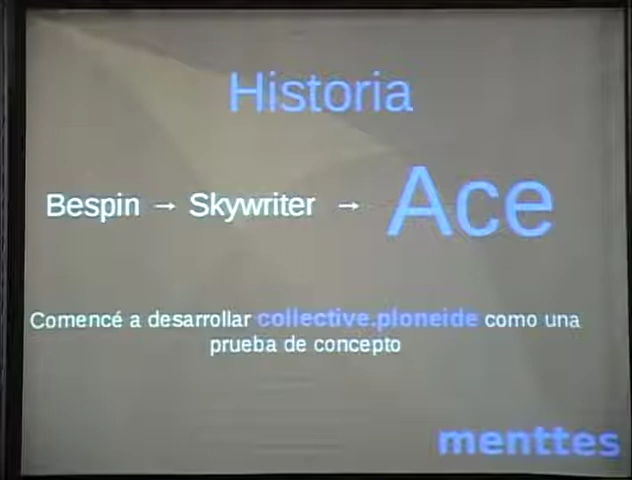 Historia
Bespin → Skywriter → Ace
Comencé a desarrollar collective.ploneide como una
prueba de concepto
menttes